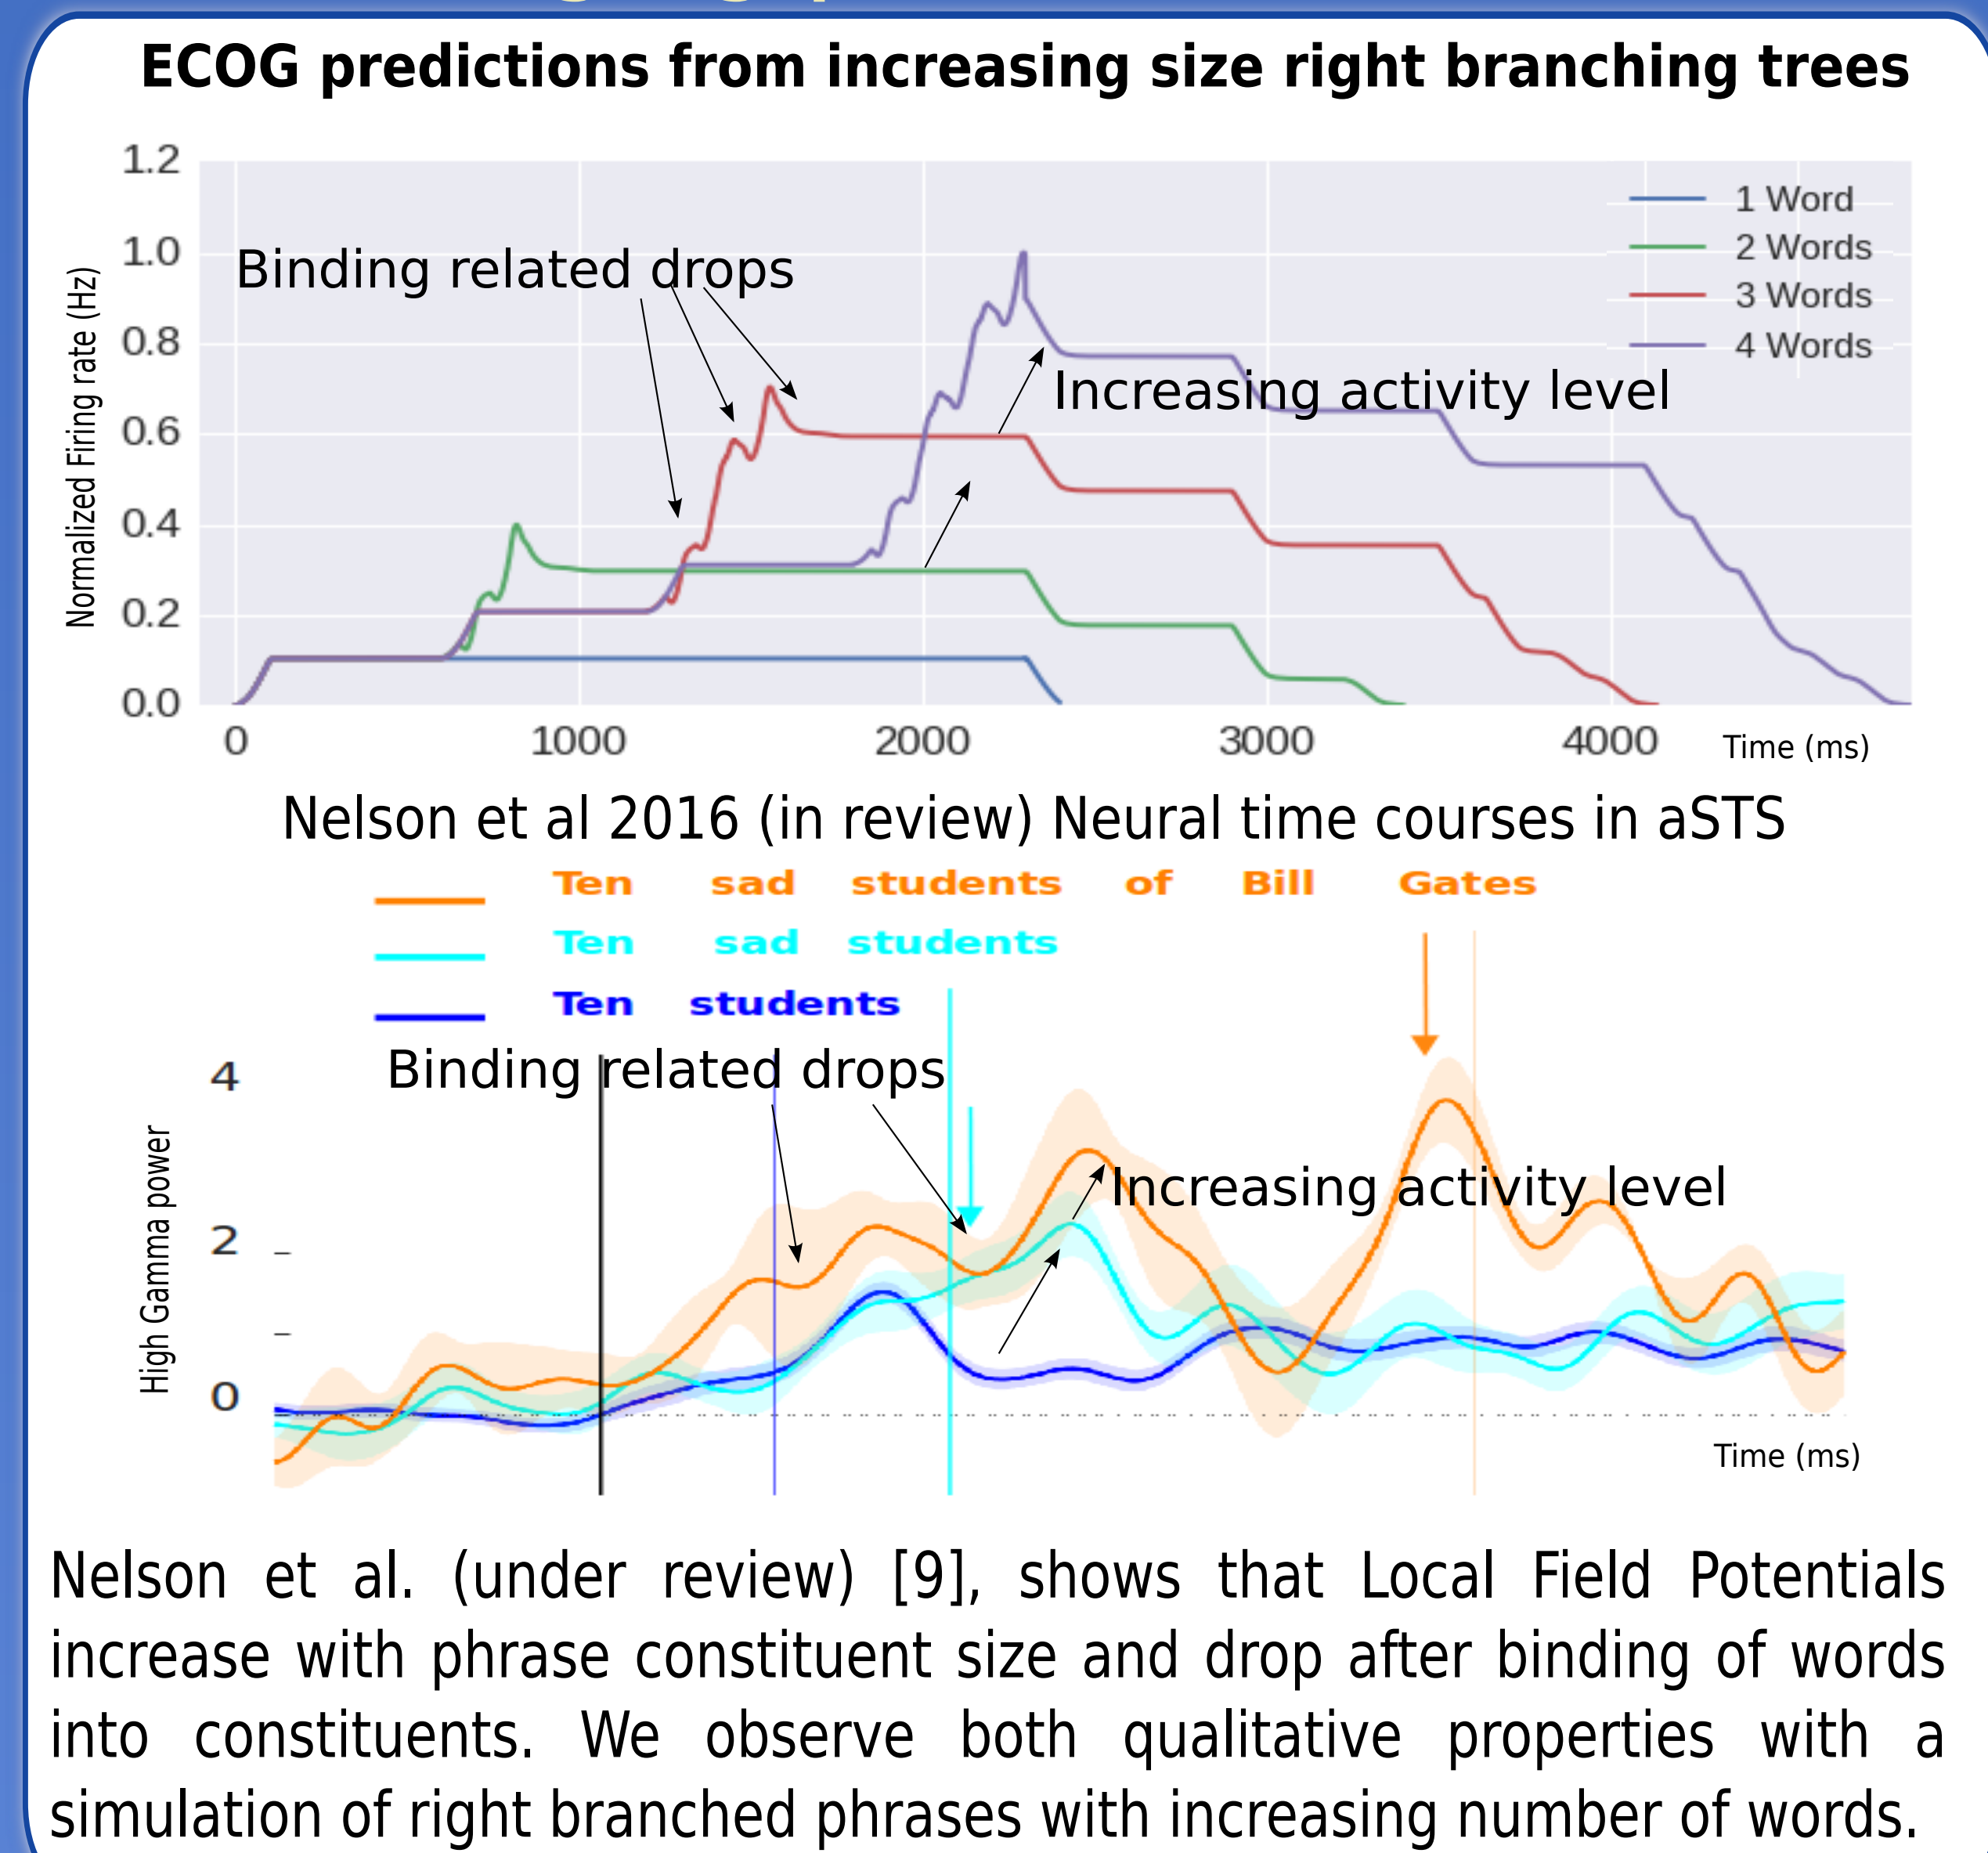 ECOG predictions from increasing size right branching trees
1.2
1.0
0.8
0.6
0.4
0.2
0.0
Normalized Firing rate (Hz)
Binding related drops
Increasing activity level
1 Word
2 Words
3 Words
4 Words
0 1000 2000 3000 4000 Time (ms)
Nelson et al 2016 (in review) Neural time courses in aSTS
Ten sad students of Bill Gates
Ten sad students
Ten students
Binding related drops
Increasing activity level
4
2
0
High Gamma power
Time (ms)
Nelson et al. (under review) [9], shows that Local Field Potentials
increase with phrase constituent size and drop after binding of words
into constituents. We observe both qualitative properties with a
simulation of right branched phrases with increasing number of words.